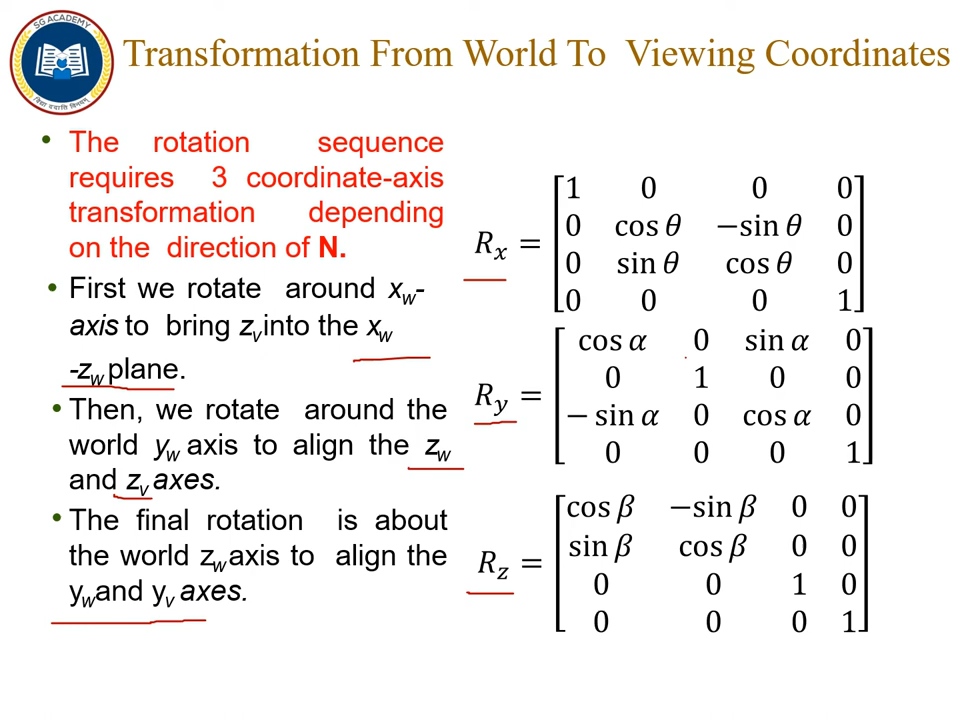 SG ACADEMY
विद्या ददाति विनयम्
Transformation From World To Viewing Coordinates
• The rotation sequence
requires 3 coordinate-axis
transformation depending
on the direction of N.
• First we rotate around xw-
axis to bring zv into the xw
-zw plane.
• Then, we rotate around the
world yw axis to align the zw
and zv axes.
• The final rotation is about
the world zw axis to align the
yw and yv axes.
Rx =
1 0 0 0
0 cos θ −sin θ 0
0 sin θ cos θ 0
0 0 0 1
Ry =
cos α 0 sin α 0
0 1 0 0
− sin α 0 cos α 0
0 0 0 1
Rz =
cos β −sin β 0 0
sin β cos β 0 0
0 0 1 0
0 0 0 1